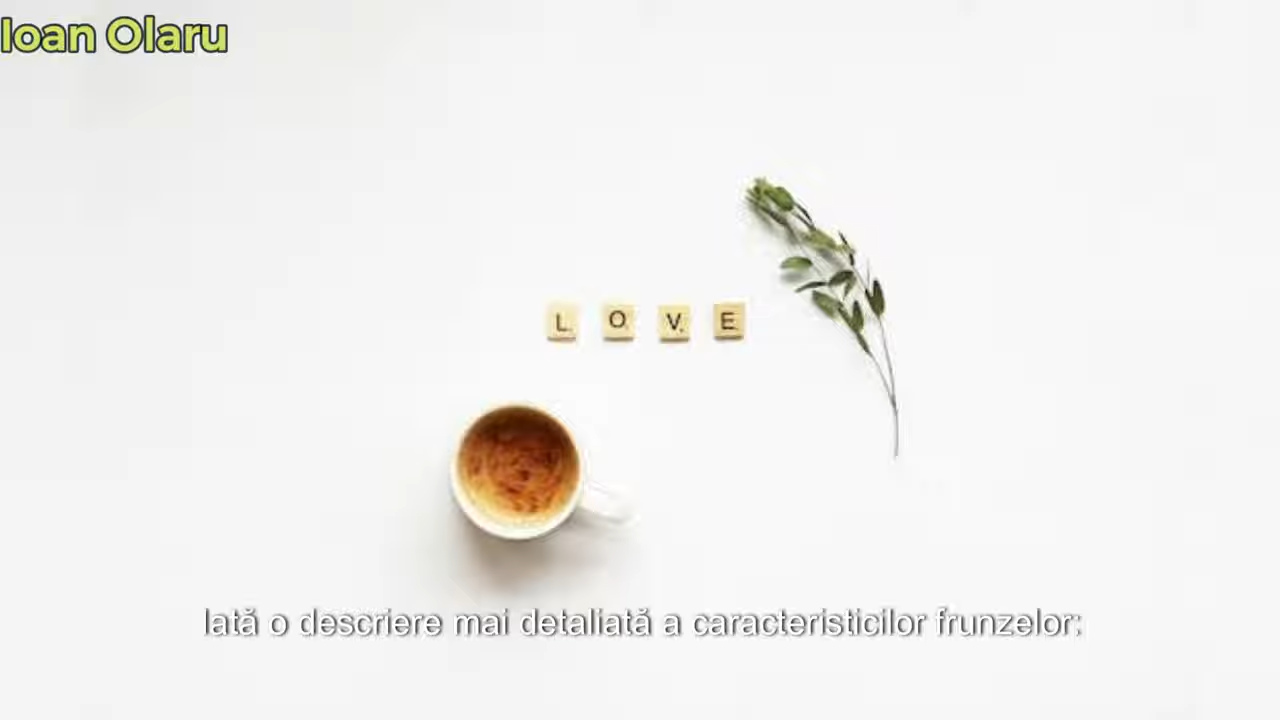 Ioan Olaru
L O V E
Iată o descriere mai detaliată a caracteristicilor frunzelor: